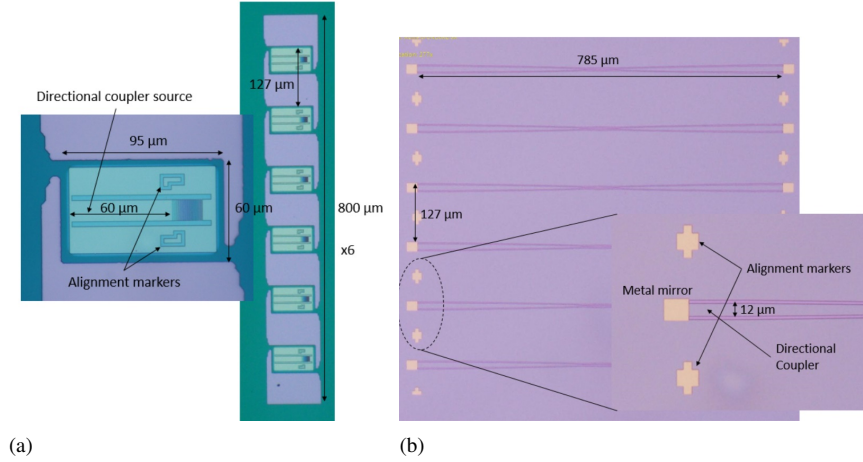 Directional coupler source
95 µm
60 µm
60 µm
Alignment markers
127 µm
800 µm
x6
(a)
785 µm
127 µm
Metal mirror
Alignment markers
12 µm
Directional
Coupler
(b)